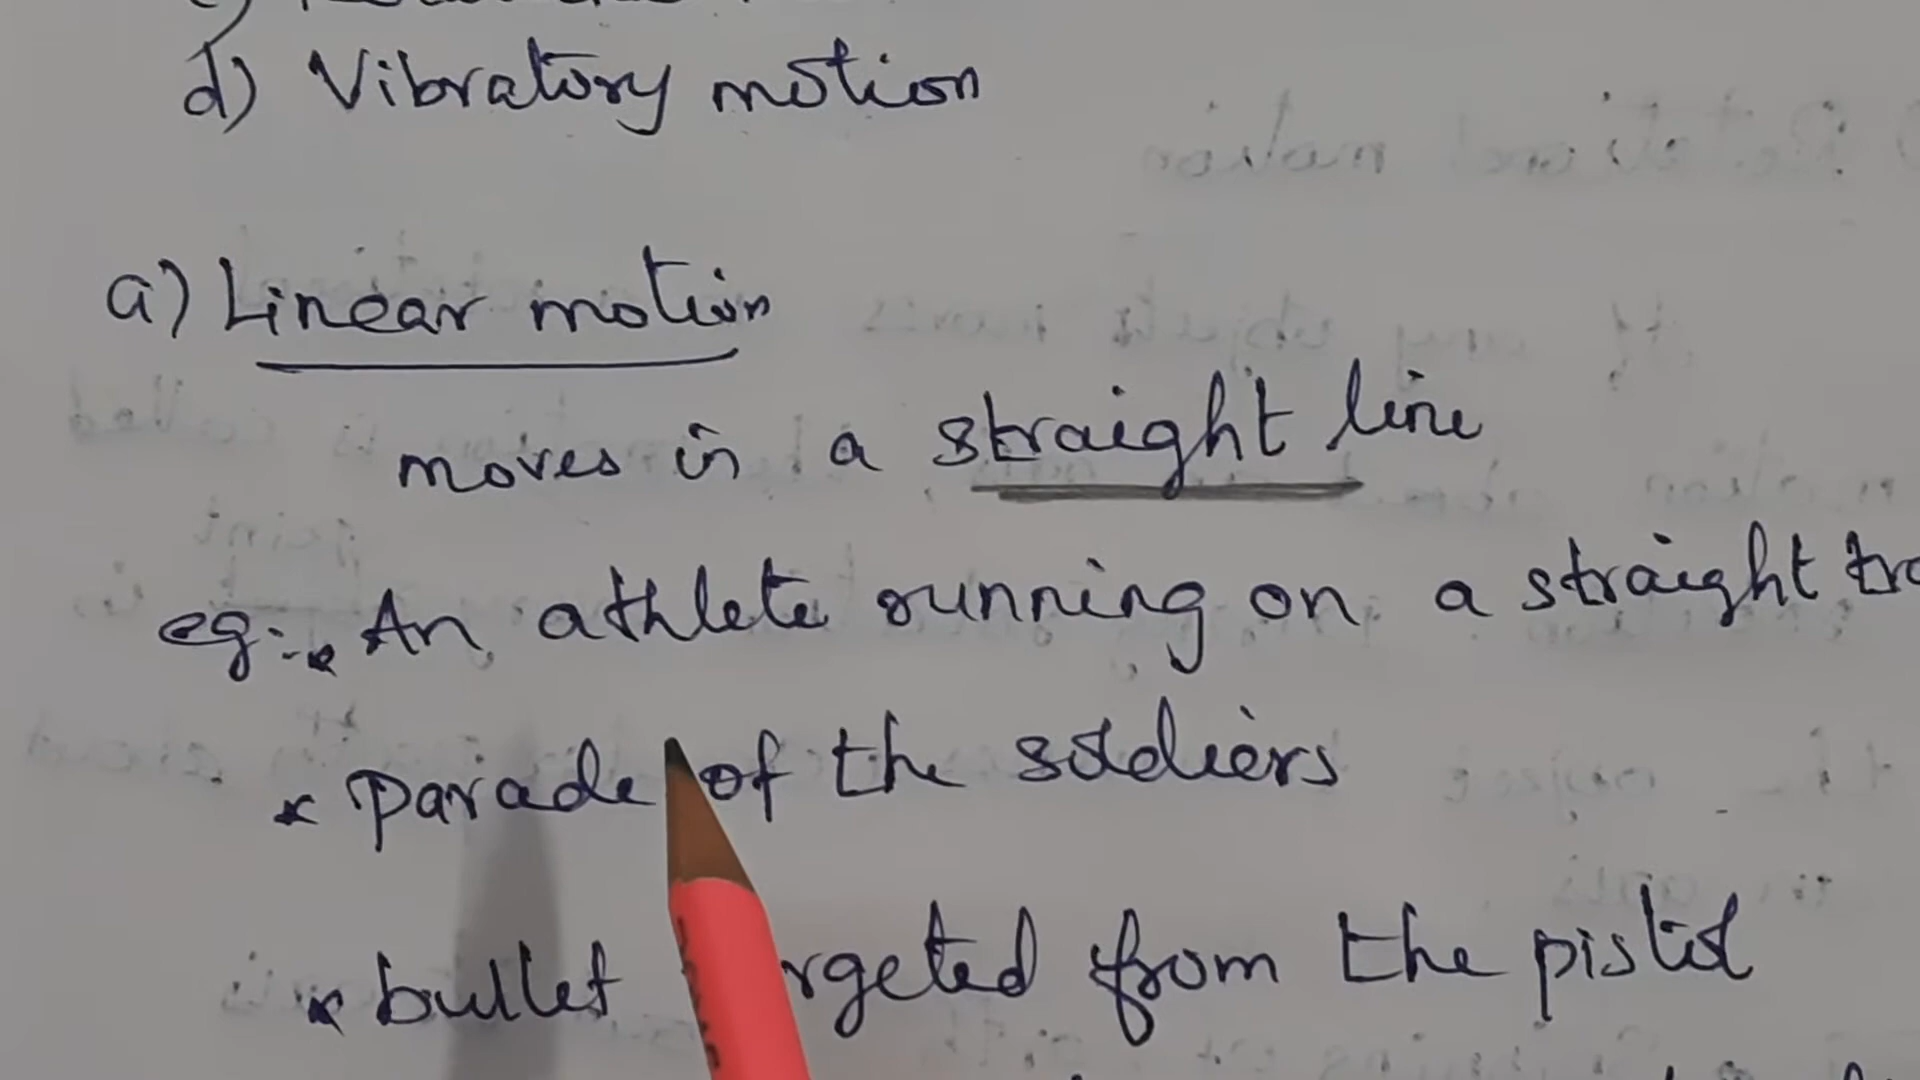 d) Vibratory motion
a) Linear motion
moves in a straight line
eg:- * An athlete running on a straight
* parade of the soldiers
* bullet from the pistol